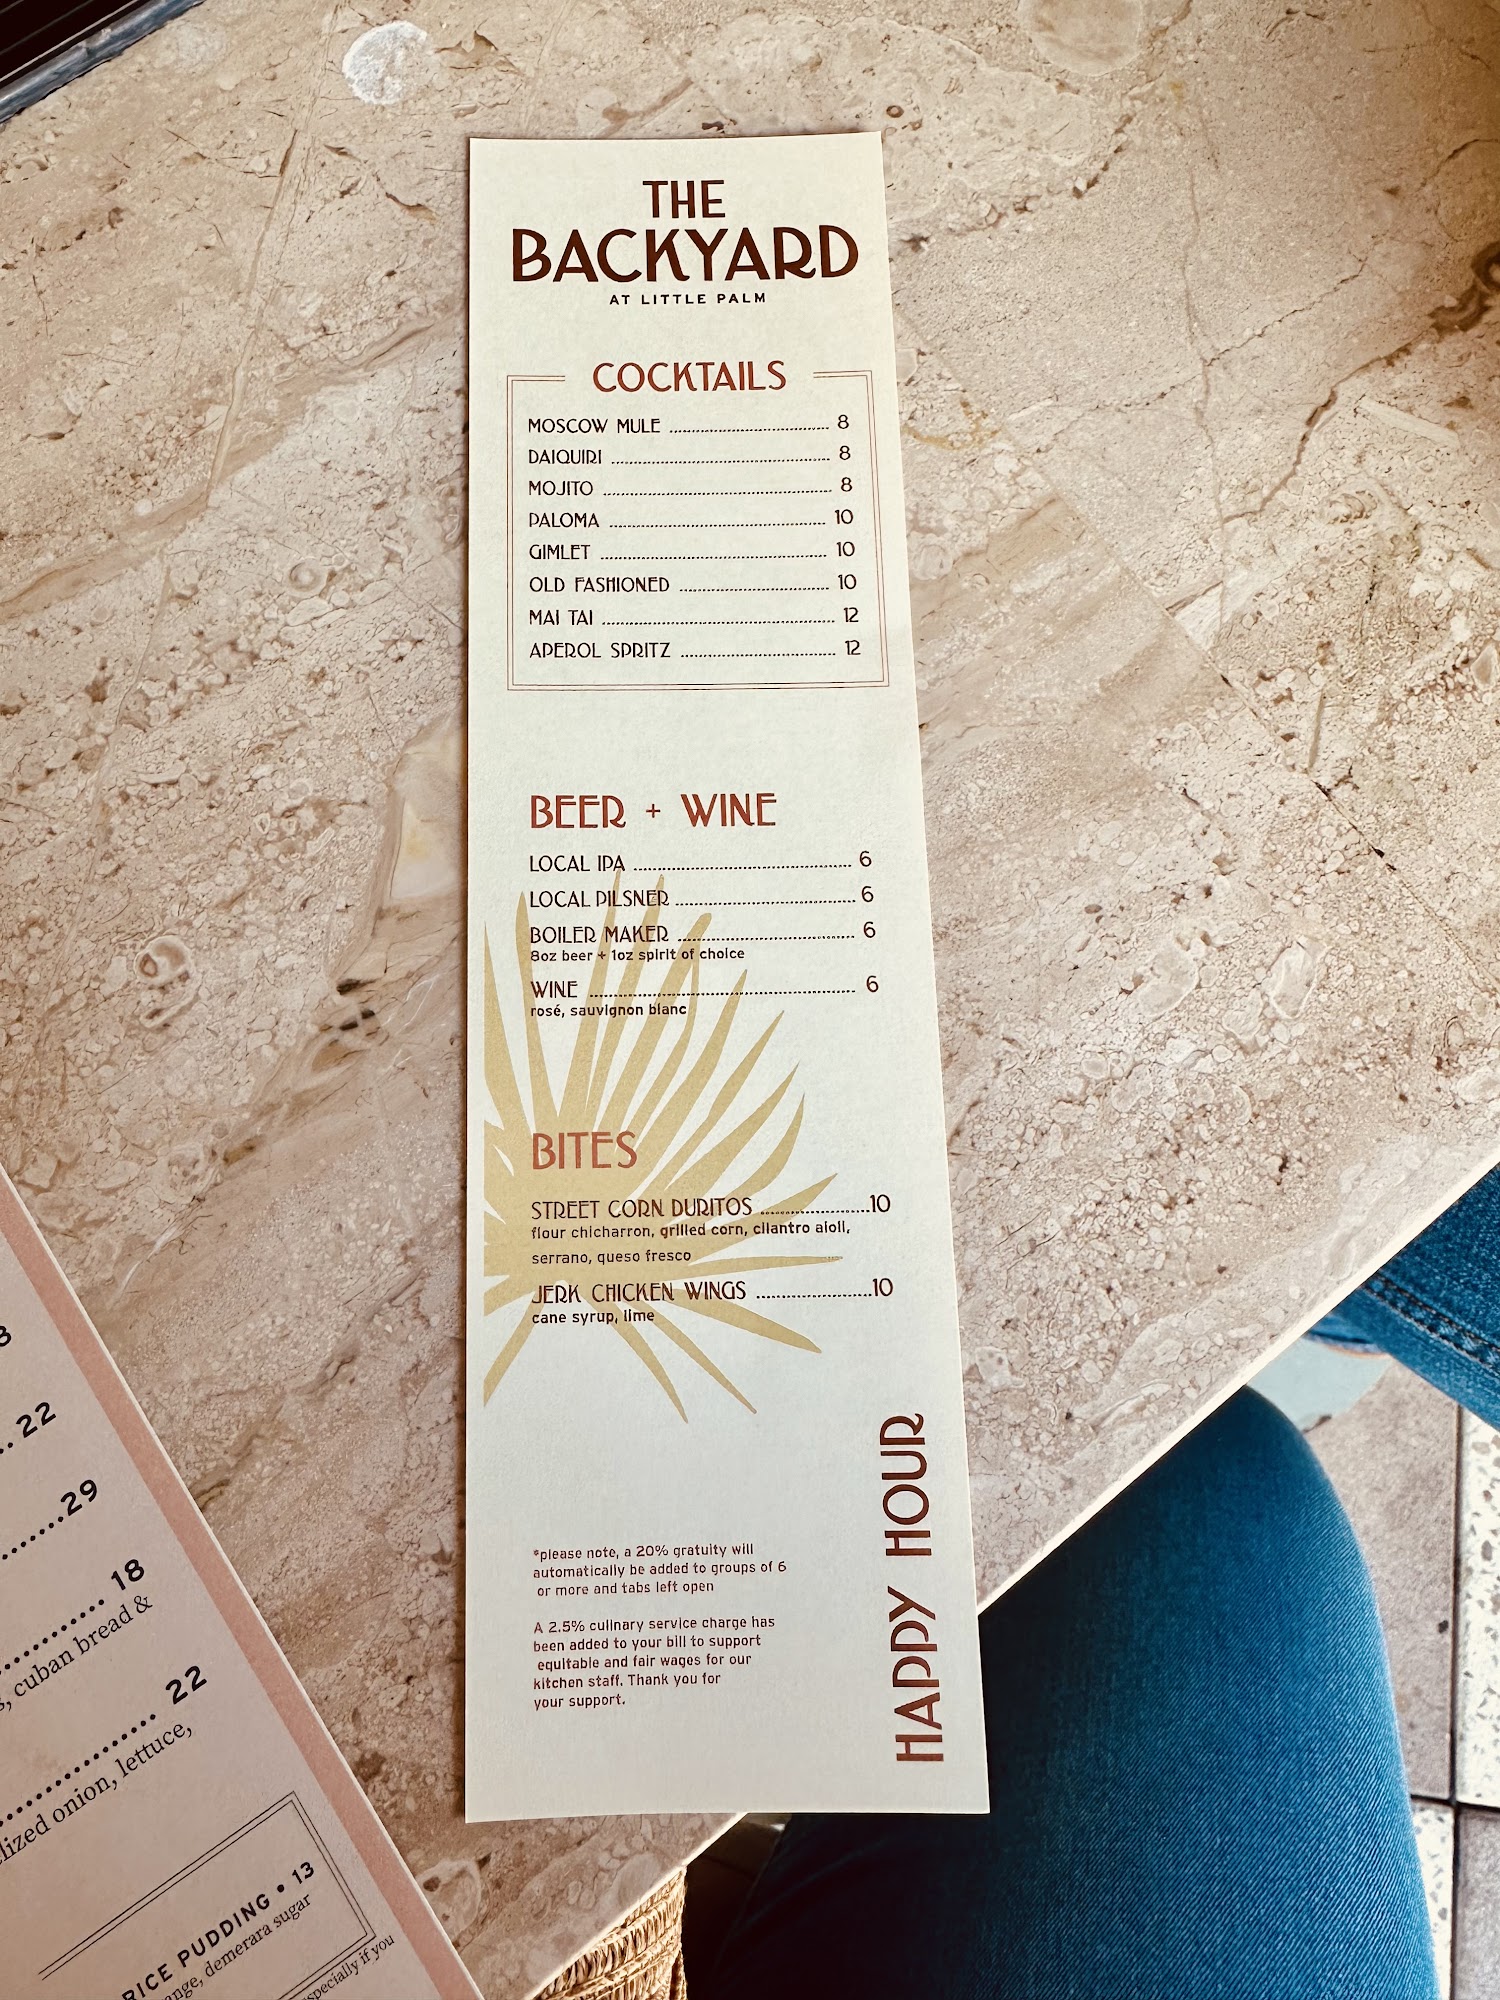 THE
BACKYARD
AT LITTLE PALM
COCKTAILS
MOSCOW MULE ........ 8
DAIQUIRI ........ 8
MOJITO ........ 8
PALOMA ........ 10
GIMLET ........ 10
OLD FASHIONED ........ 10
MAI TAI ........ 12
APEROL SPRITZ ........ 12
BEER + WINE
LOCAL IPA ........ 6
LOCAL PILSNER ........ 6
BOILER MAKER ........ 6
8oz beer + 1oz spirit of choice
WINE ........ 6
rosé, sauvignon blanc
BITES
STREET CORN DURITOS ........10
flour chicharron, grilled corn, cilantro aioli,
serrano, queso fresco
JERK CHICKEN WINGS ........10
cane syrup, lime
*please note, a 20% gratuity will
automatically be added to groups of 6
or more and tabs left open
A 2.5% culinary service charge has
been added to your bill to support
equitable and fair wages for our
kitchen staff. Thank you for
your support.
HAPPY HOUR
22
29
18
cuban bread &
22
onion, lettuce,
RICE PUDDING • 13
demerara sugar
if you